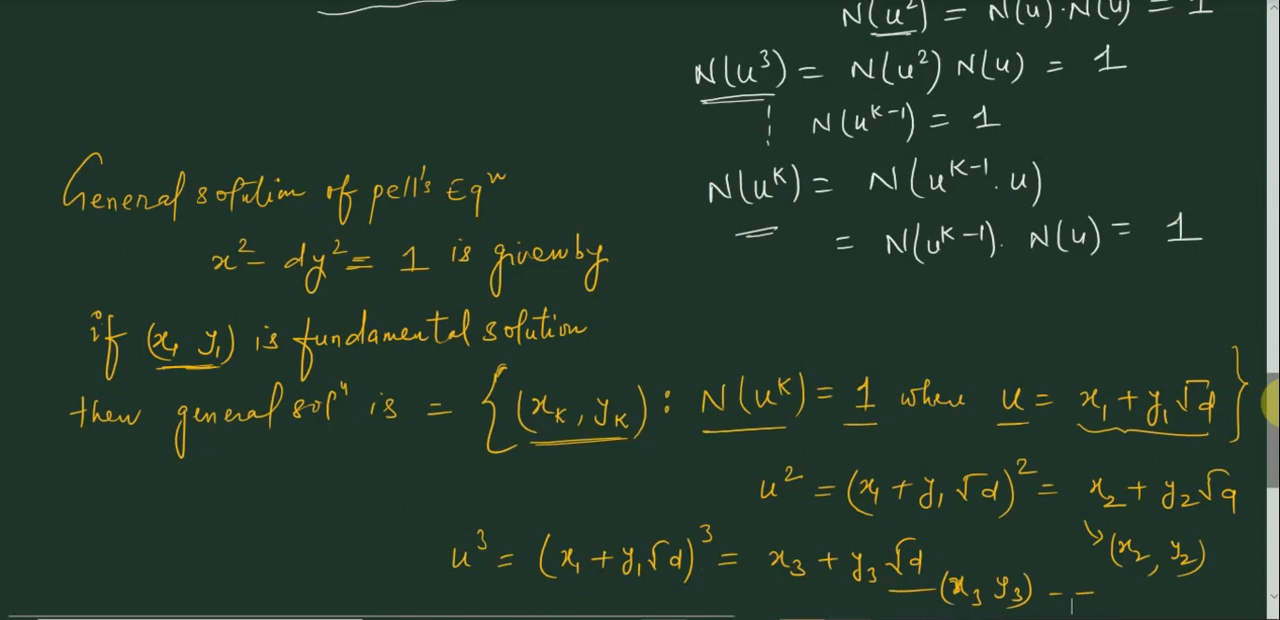 N(u²) = N(u)·N(u) = 1
N(u³) = N(u²) N(u) = 1
N(u^{k-1}) = 1
N(u^k) = N(u^{k-1}. u)
= N(u^{k-1}). N(u) = 1
General solution of pell's Eqⁿ
x² - dy² = 1 is given by
if (x₁ y₁) is fundamental solution
then general solⁿ is = {(x_k, y_k) : N(u^k) = 1 where u = x₁ + y₁√d}
u² = (x₁ + y₁√d)² = x₂ + y₂√d
→ (x₂, y₂)
u³ = (x₁ + y₁√d)³ = x₃ + y₃√d
(x₃ y₃) - -